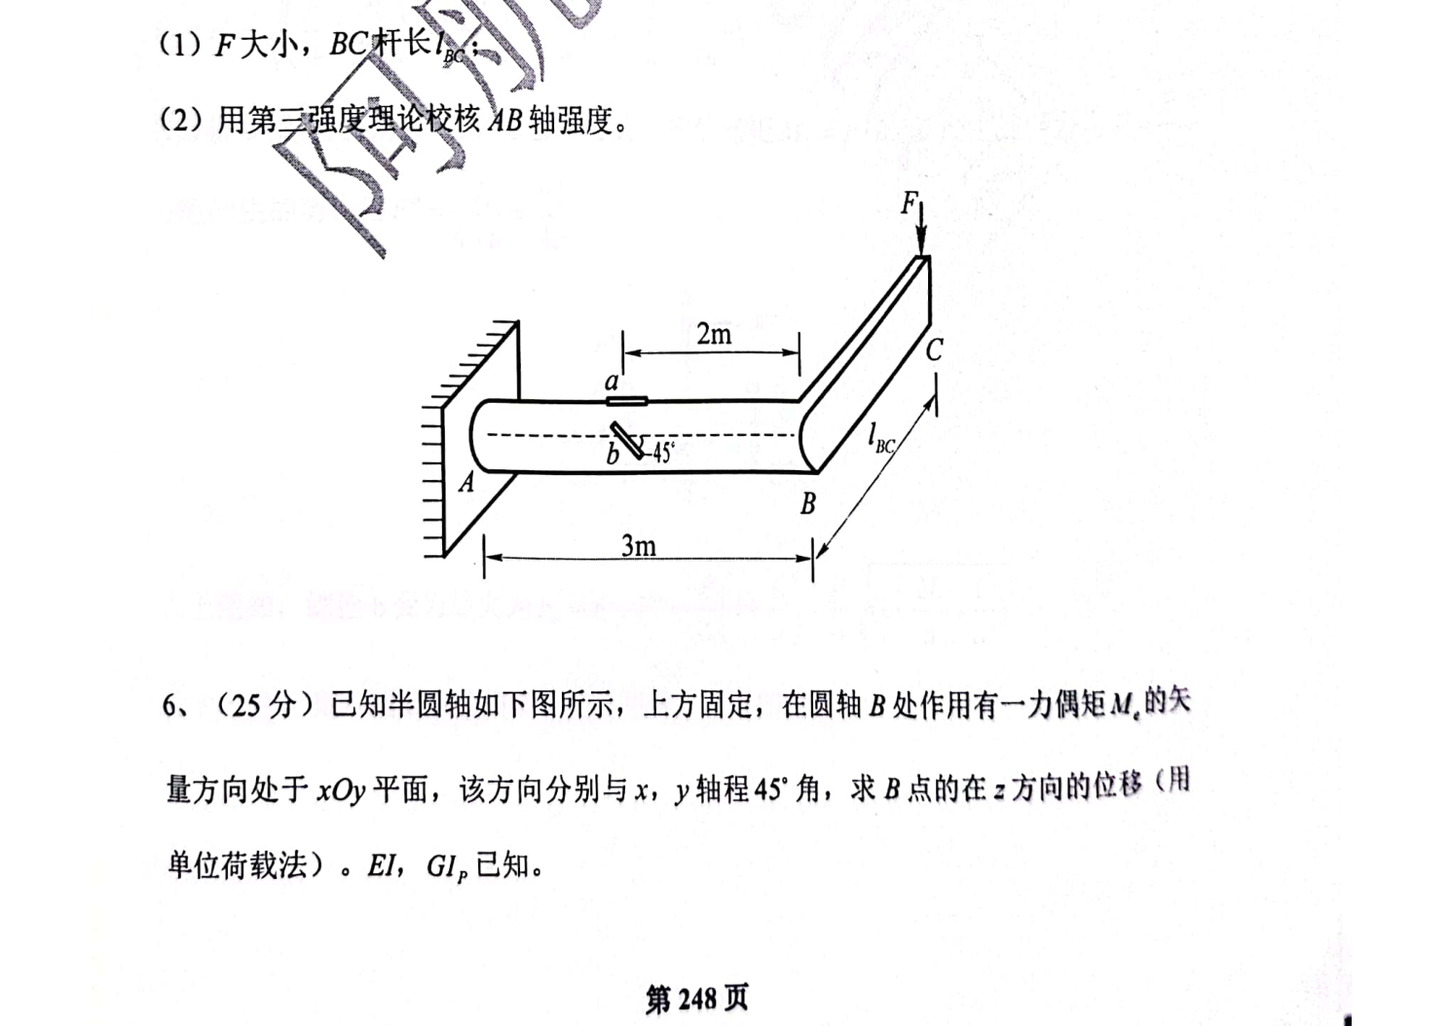 (1) F大小，BC杆长l_BC；
(2) 用第三强度理论校核AB轴强度。
阿航
F
2m
a
C
b
45°
l_BC
A
B
3m
6、（25分）已知半圆轴如下图所示，上方固定，在圆轴B处作用有一力偶矩M_e的矢
量方向处于xOy平面，该方向分别与x，y轴程45°角，求B点的在z方向的位移（用
单位荷载法）。EI，GI_P已知。
第248页